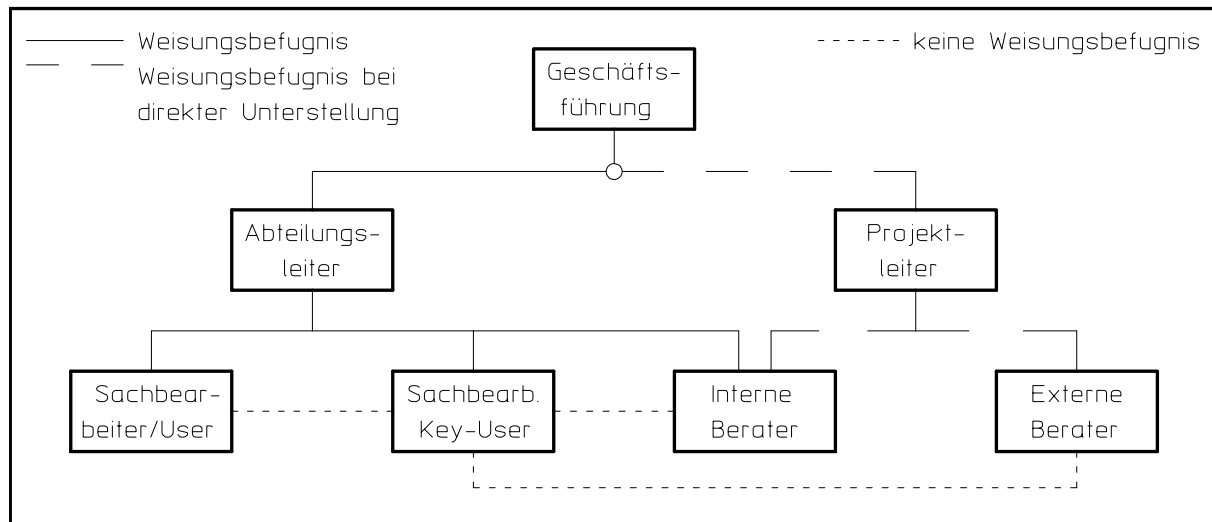 Weisungsbefugnis
Weisungsbefugnis bei
direkter Unterstellung
keine Weisungsbefugnis
Geschäfts-
führung
Abteilungs-
leiter
Projekt-
leiter
Sachbear-
beiter/User
Sachbearb.
Key-User
Interne
Berater
Externe
Berater